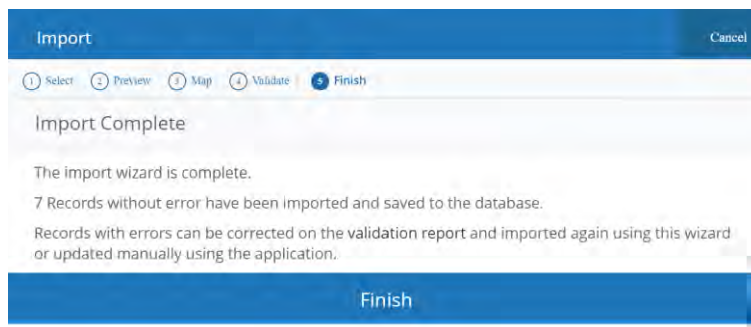 Import
Cancel
1 Select 2 Preview 3 Map 4 Validate 5 Finish
Import Complete
The import wizard is complete.
7 Records without error have been imported and saved to the database.
Records with errors can be corrected on the validation report and imported again using this wizard
or updated manually using the application.
Finish